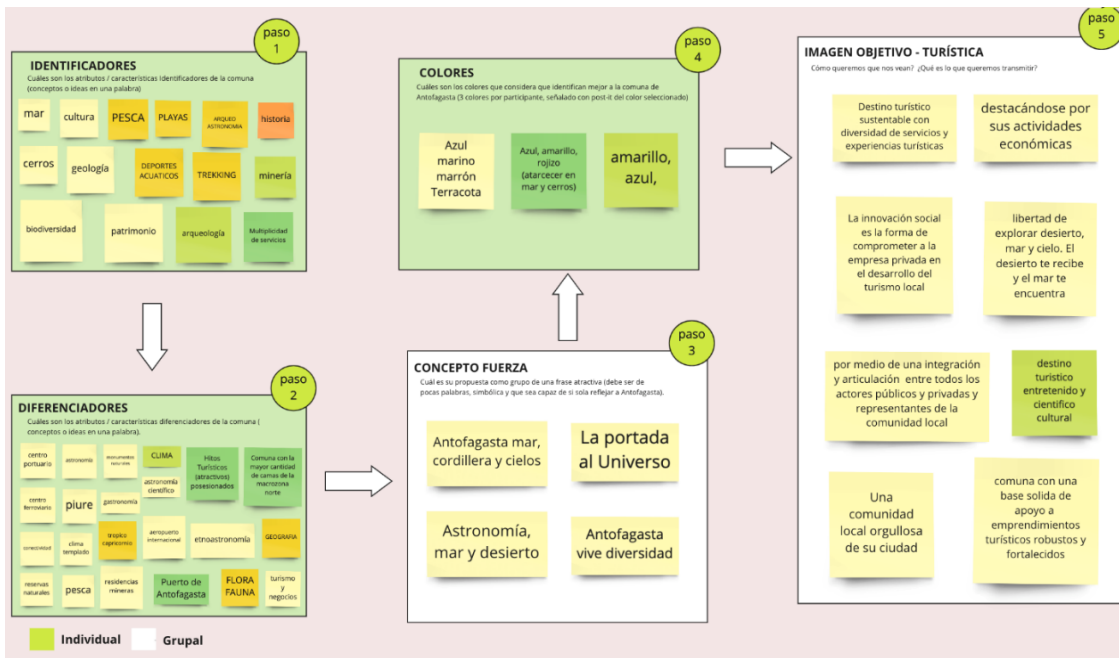 paso
1
IDENTIFICADORES
Cuáles son los atributos / características Identificadores de la comuna
(conceptos o ideas en una palabra)
mar
cultura
PESCA
PLAYAS
ARQUEO
ASTRONOMIA
historia
cerros
geología
DEPORTES
ACUATICOS
TREKKING
minería
biodiversidad
patrimonio
arqueología
Multiplicidad
de servicios
paso
2
DIFERENCIADORES
Cuáles son los atributos / características diferenciadores de la comuna (
conceptos o ideas en una palabra).
centro
portuario
astronomía
CLIMA
Hitos
Turísticos
(atractivos)
posesionados
Comuna con la
mayor cantidad
de camas de la
macrozona
norte
astronomía
científico
centro
ferroviario
piure
gastronomía
conectividad
clima
templado
tropico
capricornio
aeropuerto
internacional
etnoastronomía
GEOGRAFIA
reservas
naturales
pesca
residencias
mineras
Puerto de
Antofagasta
FLORA
FAUNA
turismo
y
negocios
Individual
Grupal
paso
3
CONCEPTO FUERZA
Cuál es su propuesta como grupo de una frase atractiva (debe ser de
pocas palabras, simbólica y que sea capaz de si sola reflejar a Antofagasta).
Antofagasta mar,
cordillera y cielos
La portada
al Universo
Astronomía,
mar y desierto
Antofagasta
vive diversidad
paso
4
COLORES
Cuáles son los colores que considera que identifican mejor a la comuna de
Antofagasta (3 colores por participante, señalado con post-it del color seleccionado)
Azul
marino
marrón
Terracota
Azul, amarillo,
rojizo
(atarcecer en
mar y cerros)
amarillo,
azul,
paso
5
IMAGEN OBJETIVO - TURÍSTICA
Cómo queremos que nos vean? ¿Qué es lo que queremos transmitir?
Destino turístico
sustentable con
diversidad de servicios y
experiencias turísticas
destacándose por
sus actividades
económicas
La innovación social
es la forma de
comprometer a la
empresa privada en
el desarrollo del
turismo local
libertad de
explorar desierto,
mar y cielo. El
desierto te recibe
y el mar te
encuentra
por medio de una integración
y articulación entre todos los
actores públicos y privadas y
representantes de la
comunidad local
destino
turistico
entretenido y
cientifico
cultural
Una
comunidad
local orgullosa
de su ciudad
comuna con una
base solida de
apoyo a
emprendimientos
turísticos robustos y
fortalecidos